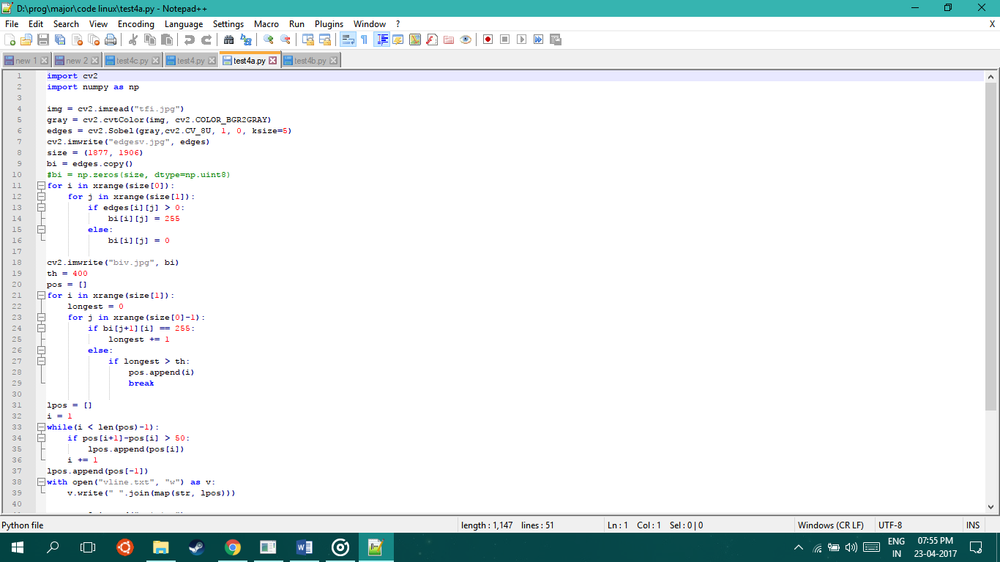 D:\prog\major\code linux\test4a.py - Notepad++
File Edit Search View Encoding Language Settings Macro Run Plugins Window ? X
new 1 new 2 test4c.py test4.py test4a.py test4b.py
1 import cv2
2 import numpy as np
3
4 img = cv2.imread("tfi.jpg")
5 gray = cv2.cvtColor(img, cv2.COLOR_BGR2GRAY)
6 edges = cv2.Sobel(gray,cv2.CV_8U, 1, 0, ksize=5)
7 cv2.imwrite("edgesv.jpg", edges)
8 size = (1877, 1906)
9 bi = edges.copy()
10 #bi = np.zeros(size, dtype=np.uint8)
11 for i in xrange(size[0]):
12     for j in xrange(size[1]):
13         if edges[i][j] > 0:
14             bi[i][j] = 255
15         else:
16             bi[i][j] = 0
17
18 cv2.imwrite("biv.jpg", bi)
19 th = 400
20 pos = []
21 for i in xrange(size[1]):
22     longest = 0
23     for j in xrange(size[0]-1):
24         if bi[j+1][i] == 255:
25             longest += 1
26         else:
27             if longest > th:
28                 pos.append(i)
29                 break
30
31 lpos = []
32 i = 1
33 while(i < len(pos)-1):
34     if pos[i+1]-pos[i] > 50:
35         lpos.append(pos[i])
36     i += 1
37 lpos.append(pos[-1])
38 with open("vline.txt", "w") as v:
39     v.write(" ".join(map(str, lpos)))
40
Python file length : 1,147 lines : 51 Ln : 1 Col : 1 Sel : 0 | 0 Windows (CR LF) UTF-8 INS
ENG 07:55 PM
IN 23-04-2017